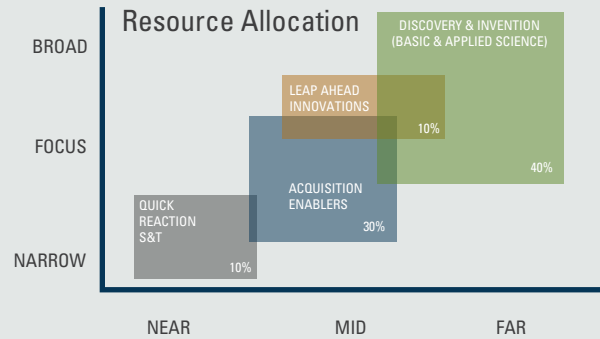 Resource Allocation
BROAD
FOCUS
NARROW
DISCOVERY & INVENTION
(BASIC & APPLIED SCIENCE)
40%
LEAP AHEAD
INNOVATIONS
10%
ACQUISITION
ENABLERS
30%
QUICK
REACTION
S&T
10%
NEAR
MID
FAR